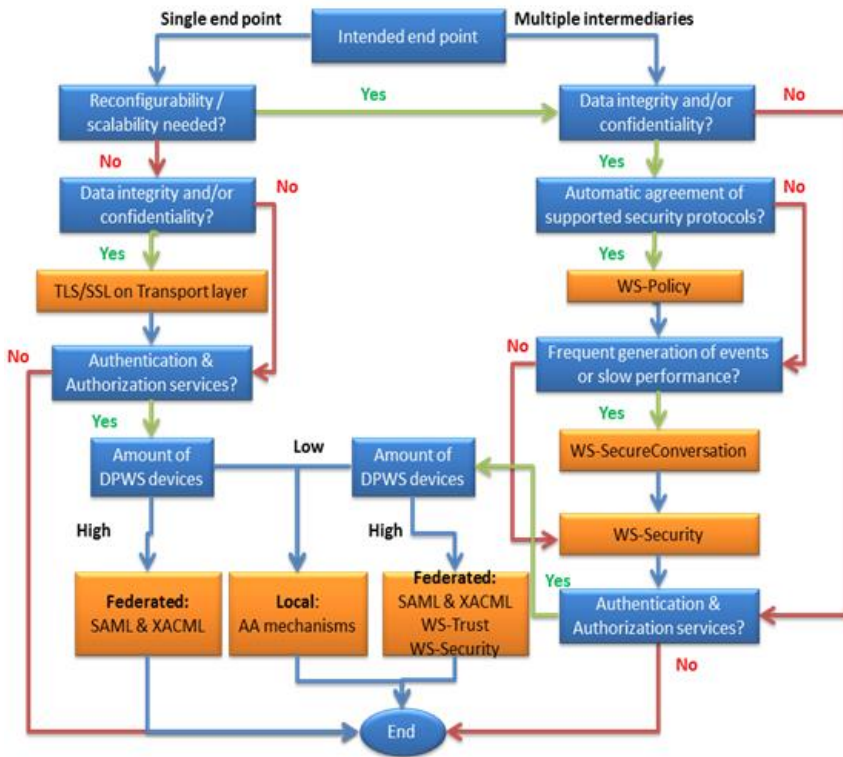 Single end point
Intended end point
Multiple intermediaries
Reconfigurability /
scalability needed?
Yes
Data integrity and/or
confidentiality?
No
No
Data integrity and/or
confidentiality?
No
Yes
Automatic agreement of
supported security protocols?
No
Yes
TLS/SSL on Transport layer
Yes
WS-Policy
No
Authentication &
Authorization services?
No
Frequent generation of events
or slow performance?
Yes
Yes
Amount of
DPWS devices
Low
Amount of
DPWS devices
WS-SecureConversation
High
High
WS-Security
Federated:
SAML & XACML
Local:
AA mechanisms
Federated:
SAML & XACML
WS-Trust
WS-Security
Yes
Authentication &
Authorization services?
No
End